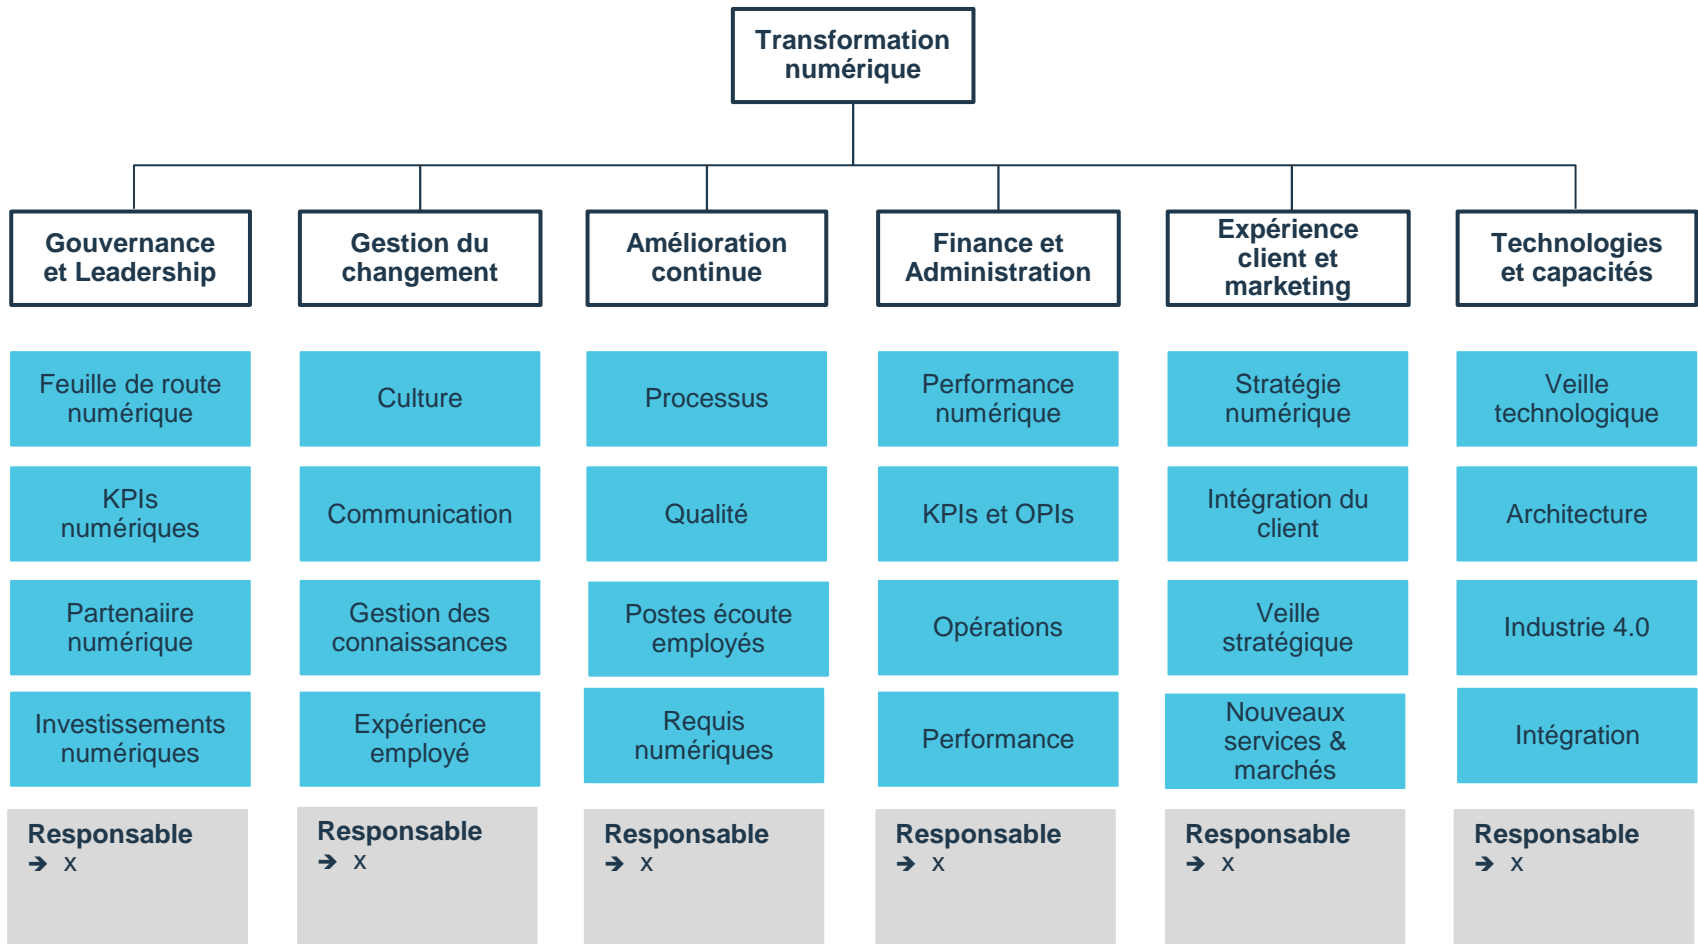 Transformation
numérique
Gouvernance
et Leadership
Gestion du
changement
Amélioration
continue
Finance et
Administration
Expérience
client et
marketing
Technologies
et capacités
Feuille de route
numérique
Culture
Processus
Performance
numérique
Stratégie
numérique
Veille
technologique
KPIs
numériques
Communication
Qualité
KPIs et OPIs
Intégration du
client
Architecture
Partenaiire
numérique
Gestion des
connaissances
Postes écoute
employés
Opérations
Veille
stratégique
Industrie 4.0
Investissements
numériques
Expérience
employé
Requis
numériques
Performance
Nouveaux
services &
marchés
Intégration
Responsable
➔ x
Responsable
➔ x
Responsable
➔ x
Responsable
➔ x
Responsable
➔ x
Responsable
➔ x